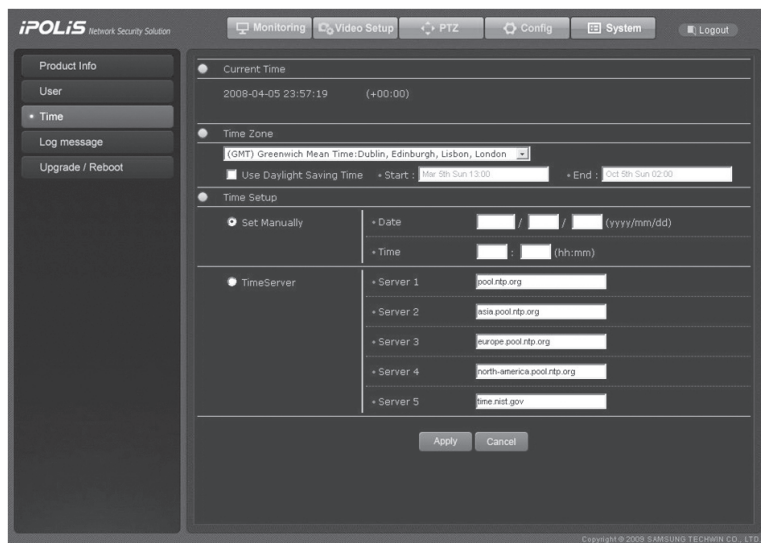 iPOLiS Network Security Solution
Monitoring Video Setup PTZ Config System Logout
Product Info
User
Time
Log message
Upgrade / Reboot
Current Time
2008-04-05 23:57:19 (+00:00)
Time Zone
(GMT) Greenwich Mean Time:Dublin, Edinburgh, Lisbon, London
Use Daylight Saving Time Start : Mar 5th Sun 13:00 End : Oct 5th Sun 02:00
Time Setup
Set Manually Date / / (yyyy/mm/dd)
Time : (hh:mm)
TimeServer Server 1 pool.ntp.org
Server 2 asia.pool.ntp.org
Server 3 europe.pool.ntp.org
Server 4 north-america.pool.ntp.org
Server 5 time.nist.gov
Apply Cancel
Copyright © 2009 SAMSUNG TECHWIN CO., LTD